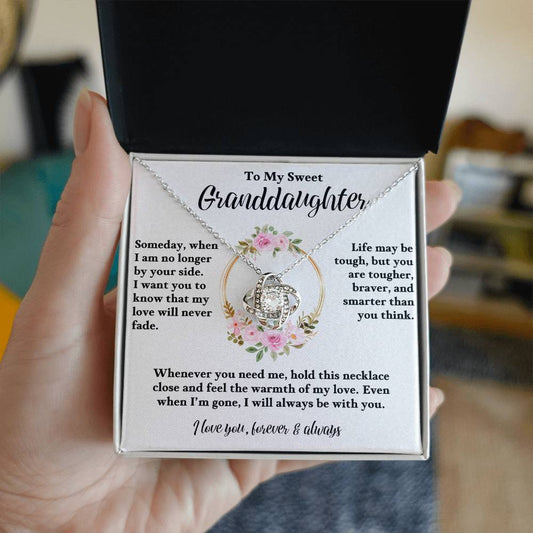 To My Sweet
Granddaughter
Someday, when
I am no longer
by your side.
I want you to
know that my
love will never
fade.
Life may be
tough, but you
are tougher,
braver, and
smarter than
you think.
Whenever you need me, hold this necklace
close and feel the warmth of my love. Even
when I'm gone, I will always be with you.
I love you, forever & always